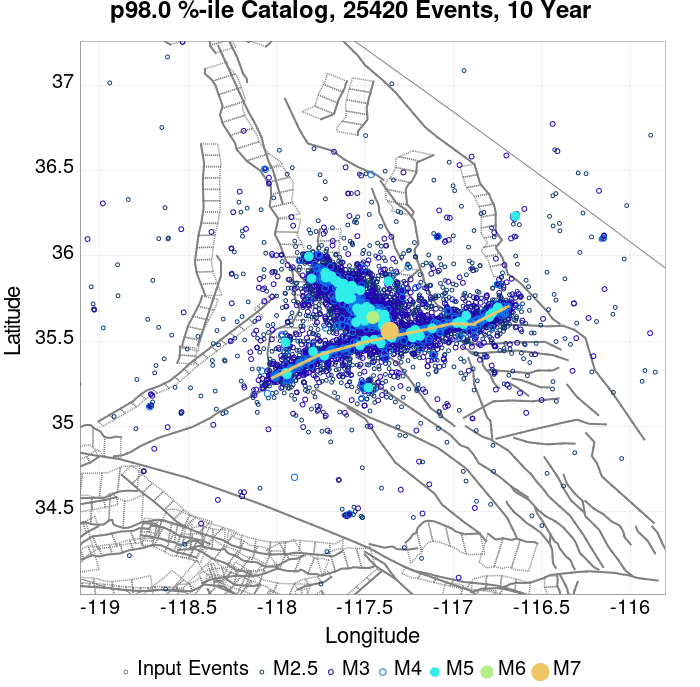 p98.0 %-ile Catalog, 25420 Events, 10 Year
37
36.5
36
35.5
35
34.5
Latitude
-119 -118.5 -118 -117.5 -117 -116.5 -116
Longitude
Input Events M2.5 M3 M4 M5 M6 M7